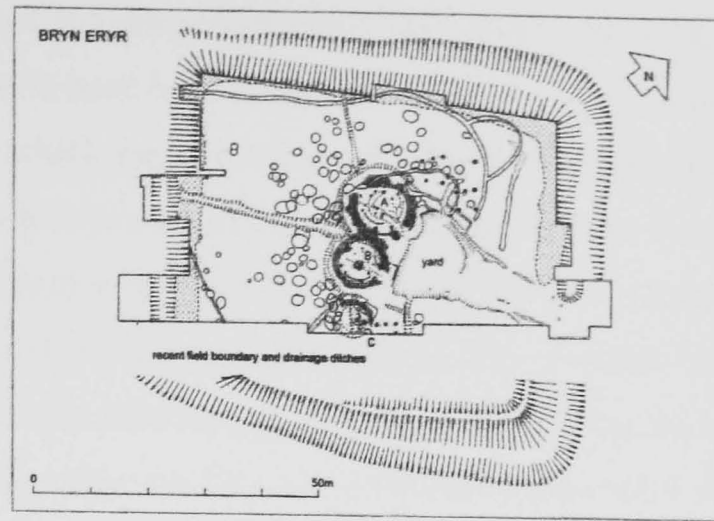 BRYN ERYR
N
A
B
yard
C
recent field boundary and drainage ditches
0 50m